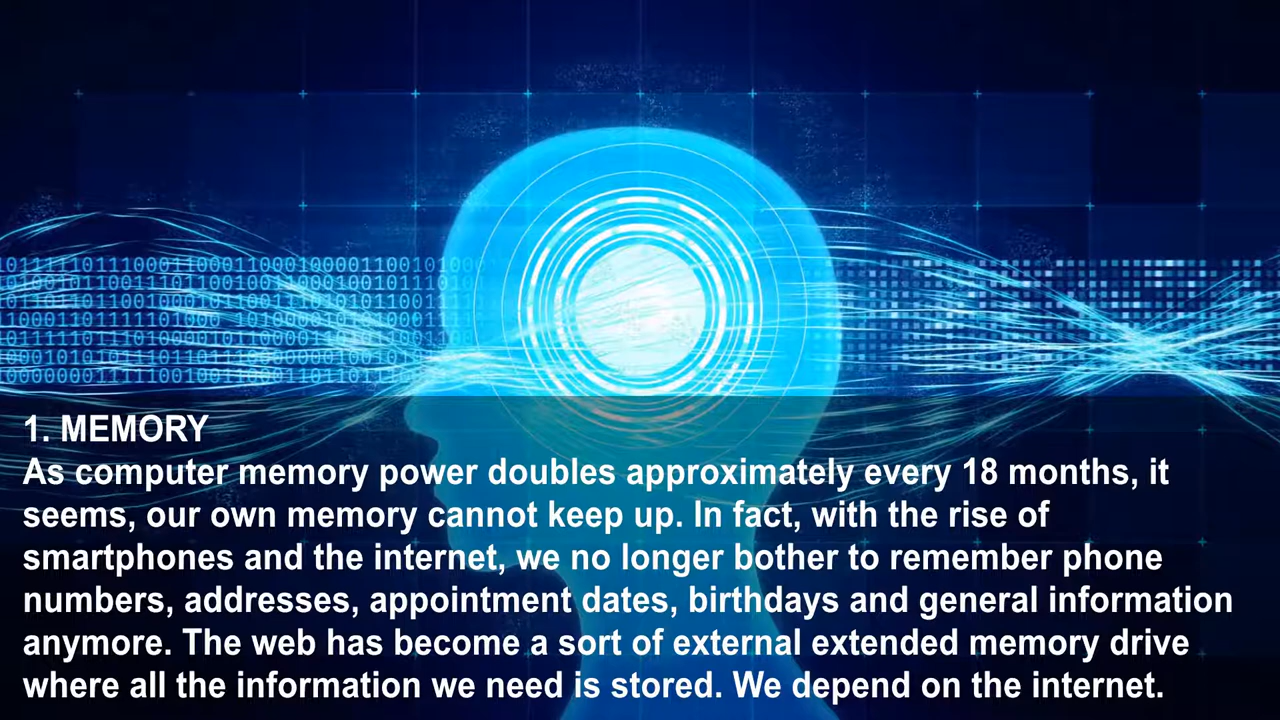 1011111011100011000110001000011001010
1. MEMORY
As computer memory power doubles approximately every 18 months, it
seems, our own memory cannot keep up. In fact, with the rise of
smartphones and the internet, we no longer bother to remember phone
numbers, addresses, appointment dates, birthdays and general information
anymore. The web has become a sort of external extended memory drive
where all the information we need is stored. We depend on the internet.